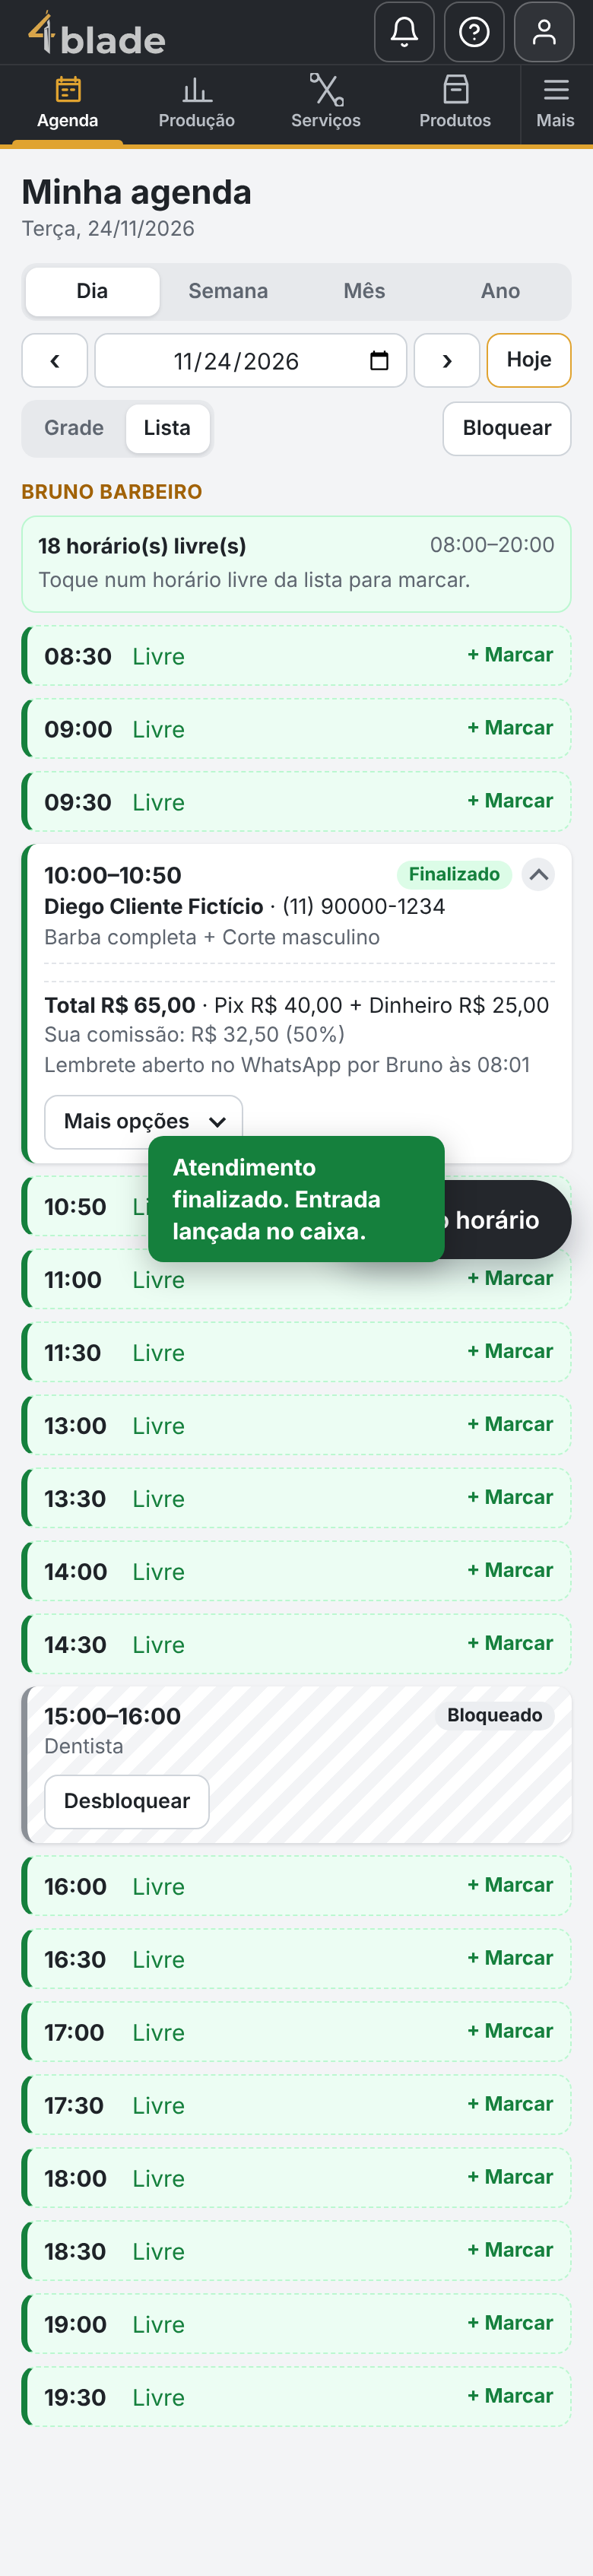 4blade
Agenda
Produção
Serviços
Produtos
Mais
Minha agenda
Terça, 24/11/2026
Dia
Semana
Mês
Ano
‹
11/24/2026
›
Hoje
Grade
Lista
Bloquear
BRUNO BARBEIRO
18 horário(s) livre(s)
08:00–20:00
Toque num horário livre da lista para marcar.
08:30 Livre + Marcar
09:00 Livre + Marcar
09:30 Livre + Marcar
10:00–10:50 Finalizado
Diego Cliente Fictício · (11) 90000-1234
Barba completa + Corte masculino
Total R$ 65,00 · Pix R$ 40,00 + Dinheiro R$ 25,00
Sua comissão: R$ 32,50 (50%)
Lembrete aberto no WhatsApp por Bruno às 08:01
Mais opções
Atendimento
finalizado. Entrada
lançada no caixa.
10:50
horário
11:00 Livre + Marcar
11:30 Livre + Marcar
13:00 Livre + Marcar
13:30 Livre + Marcar
14:00 Livre + Marcar
14:30 Livre + Marcar
15:00–16:00 Bloqueado
Dentista
Desbloquear
16:00 Livre + Marcar
16:30 Livre + Marcar
17:00 Livre + Marcar
17:30 Livre + Marcar
18:00 Livre + Marcar
18:30 Livre + Marcar
19:00 Livre + Marcar
19:30 Livre + Marcar